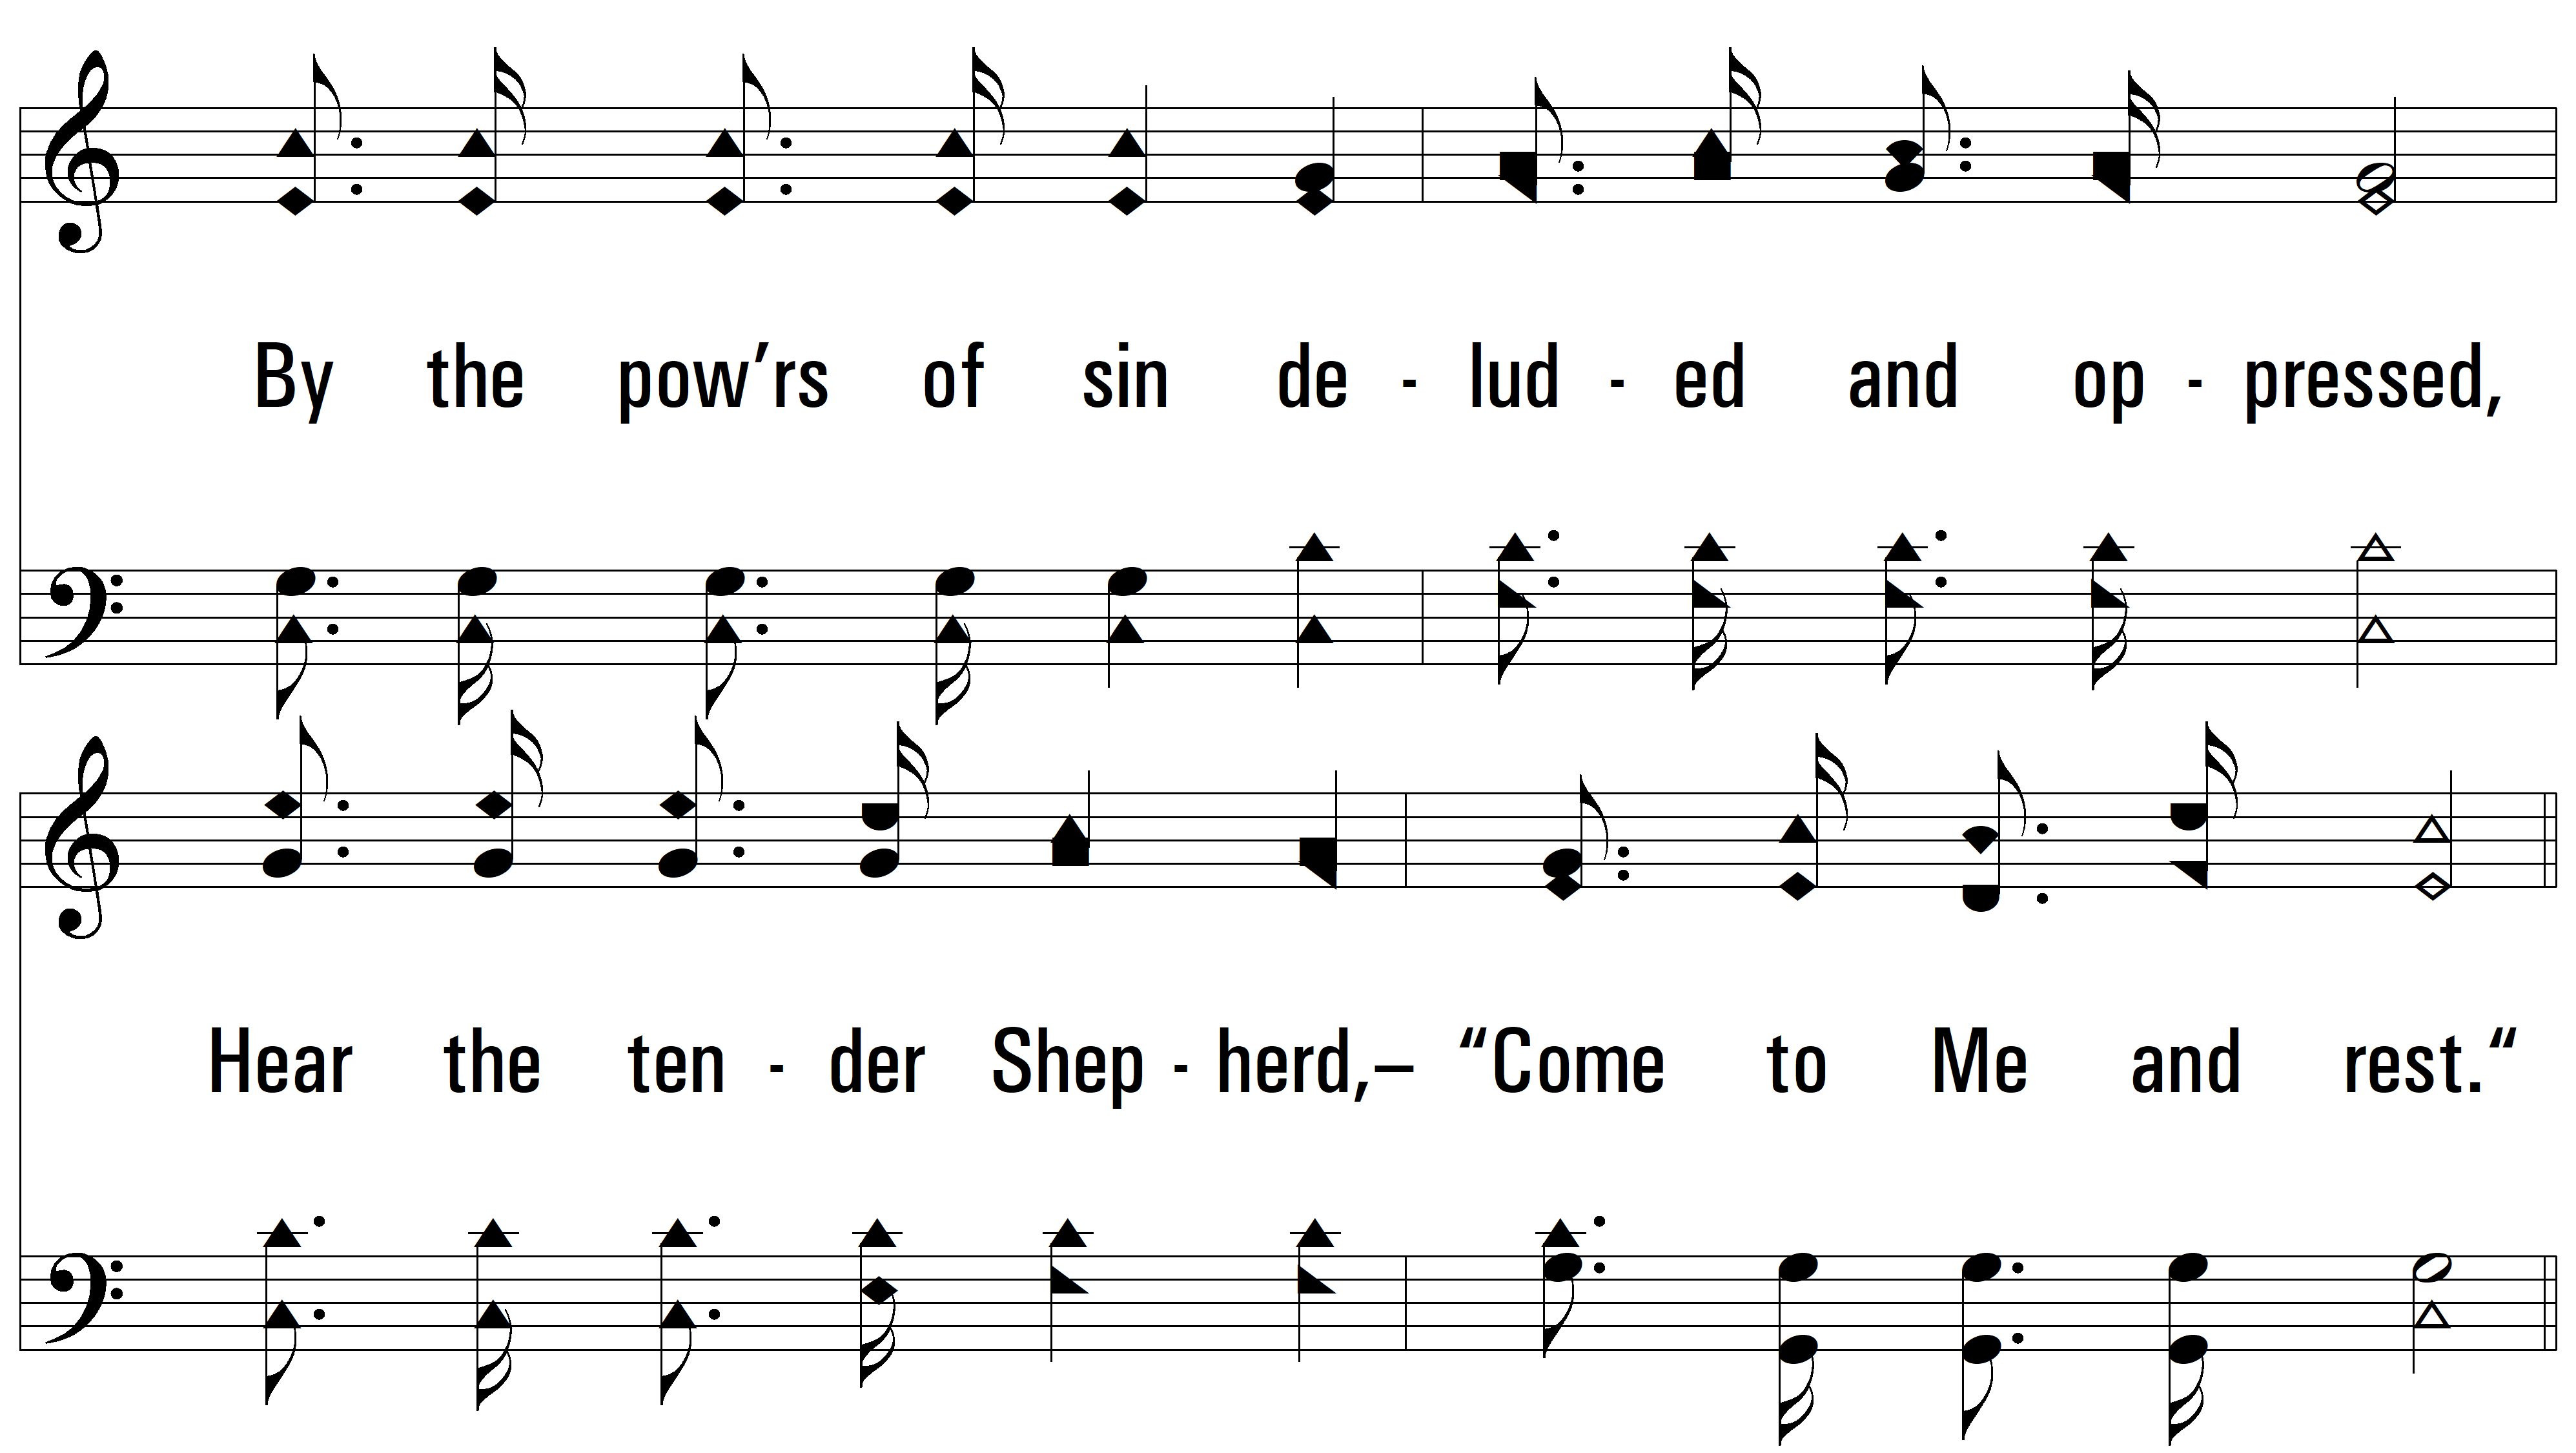 By the pow’rs of sin de - lud - ed and op - pressed,
Hear the ten - der Shep - herd,– “Come to Me and rest.“